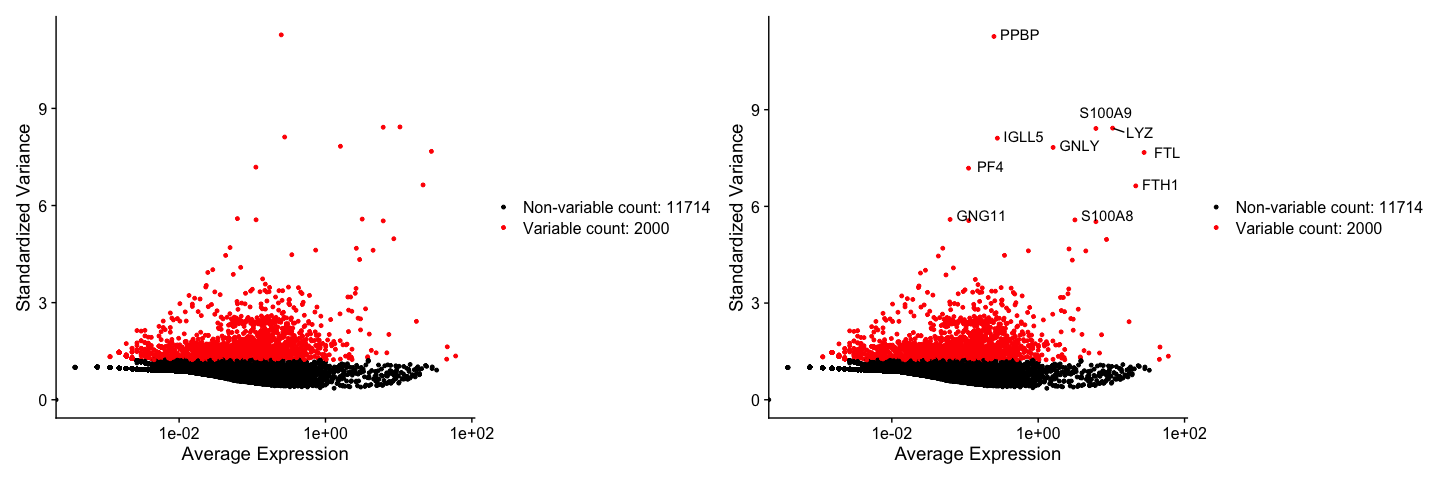 Standardized Variance
9
6
3
0
1e-02
1e+00
1e+02
Average Expression
Non-variable count: 11714
Variable count: 2000
Standardized Variance
9
6
3
0
PPBP
S100A9
LYZ
IGLL5
GNLY
FTL
PF4
FTH1
GNG11
S100A8
1e-02
1e+00
1e+02
Average Expression
Non-variable count: 11714
Variable count: 2000